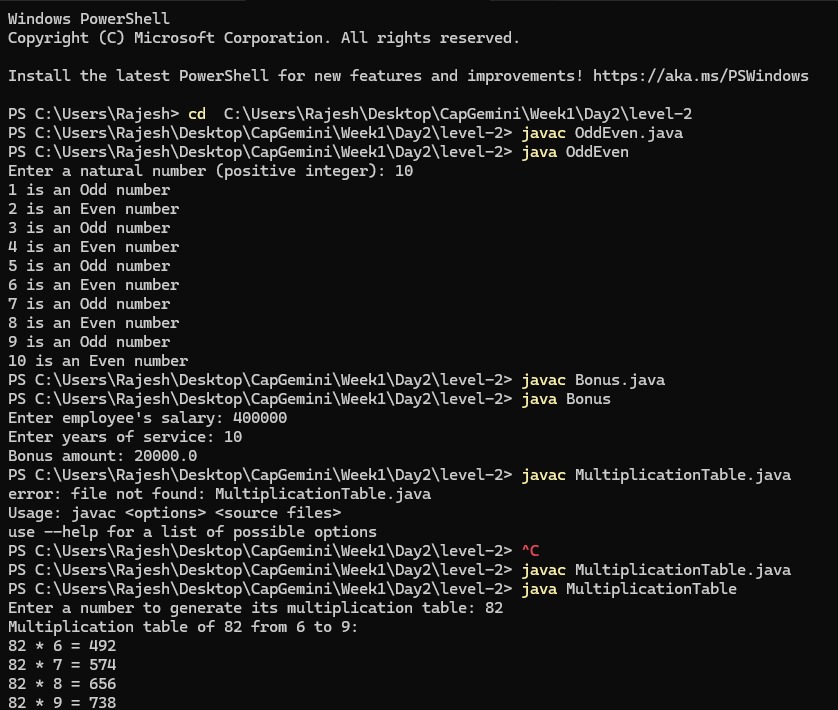 Windows PowerShell
Copyright (C) Microsoft Corporation. All rights reserved.
Install the latest PowerShell for new features and improvements! https://aka.ms/PSWindows
PS C:\Users\Rajesh> cd  C:\Users\Rajesh\Desktop\CapGemini\Week1\Day2\level-2
PS C:\Users\Rajesh\Desktop\CapGemini\Week1\Day2\level-2> javac OddEven.java
PS C:\Users\Rajesh\Desktop\CapGemini\Week1\Day2\level-2> java OddEven
Enter a natural number (positive integer): 10
1 is an Odd number
2 is an Even number
3 is an Odd number
4 is an Even number
5 is an Odd number
6 is an Even number
7 is an Odd number
8 is an Even number
9 is an Odd number
10 is an Even number
PS C:\Users\Rajesh\Desktop\CapGemini\Week1\Day2\level-2> javac Bonus.java
PS C:\Users\Rajesh\Desktop\CapGemini\Week1\Day2\level-2> java Bonus
Enter employee's salary: 400000
Enter years of service: 10
Bonus amount: 20000.0
PS C:\Users\Rajesh\Desktop\CapGemini\Week1\Day2\level-2> javac MultiplicationTable.java
error: file not found: MultiplicationTable.java
Usage: javac <options> <source files>
use --help for a list of possible options
PS C:\Users\Rajesh\Desktop\CapGemini\Week1\Day2\level-2> ^C
PS C:\Users\Rajesh\Desktop\CapGemini\Week1\Day2\level-2> javac MultiplicationTable.java
PS C:\Users\Rajesh\Desktop\CapGemini\Week1\Day2\level-2> java MultiplicationTable
Enter a number to generate its multiplication table: 82
Multiplication table of 82 from 6 to 9:
82 * 6 = 492
82 * 7 = 574
82 * 8 = 656
82 * 9 = 738